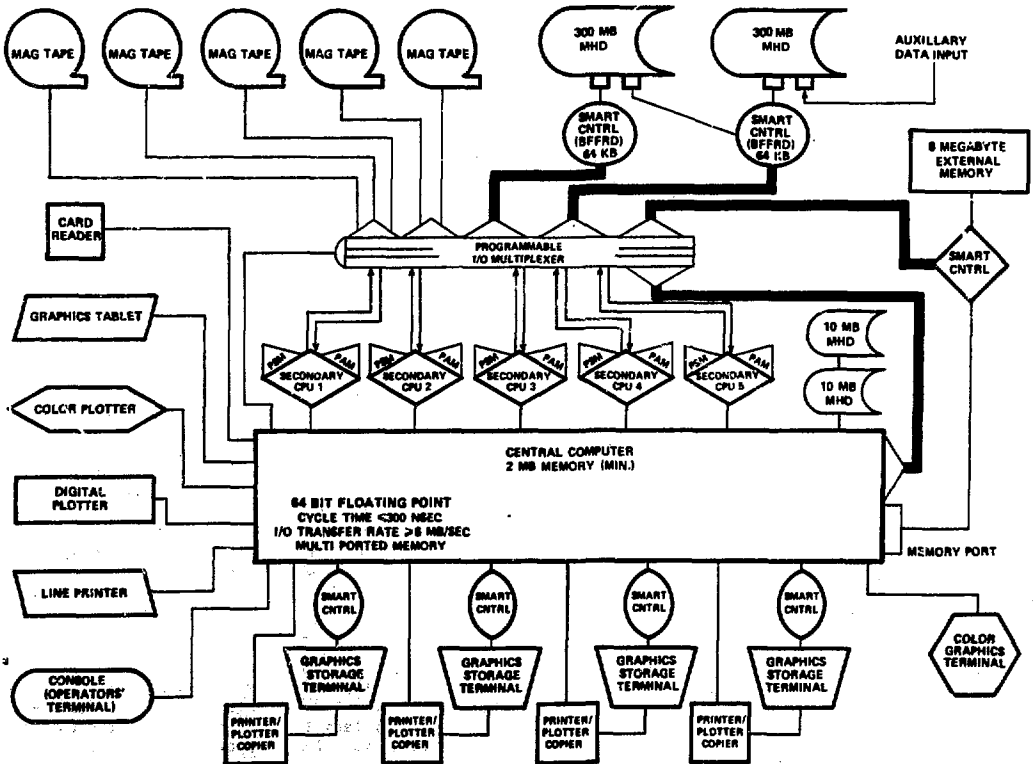 MAG TAPE
MAG TAPE
MAG TAPE
MAG TAPE
MAG TAPE
300 MB
MHD
300 MB
MHD
AUXILLARY
DATA INPUT
SMART
CNTRL
(BFFRD)
64 KB
SMART
CNTRL
(BFFRD)
64 KB
8 MEGABYTE
EXTERNAL
MEMORY
CARD
READER
PROGRAMMABLE
I/O MULTIPLEXER
SMART
CNTRL
GRAPHICS TABLET
10 MB
MHD
10 MB
MHD
PSM
PAM
SECONDARY
CPU 1
PSM
PAM
SECONDARY
CPU 2
PSM
PAM
SECONDARY
CPU 3
PSM
PAM
SECONDARY
CPU 4
PSM
PAM
SECONDARY
CPU 5
COLOR PLOTTER
CENTRAL COMPUTER
2 MB MEMORY (MIN.)
DIGITAL
PLOTTER
64 BIT FLOATING POINT
CYCLE TIME <300 NSEC
I/O TRANSFER RATE >6 MB/SEC
MULTI PORTED MEMORY
MEMORY PORT
LINE PRINTER
SMART
CNTRL
SMART
CNTRL
SMART
CNTRL
SMART
CNTRL
CONSOLE
(OPERATORS'
TERMINAL)
GRAPHICS
STORAGE
TERMINAL
GRAPHICS
STORAGE
TERMINAL
GRAPHICS
STORAGE
TERMINAL
GRAPHICS
STORAGE
TERMINAL
COLOR
GRAPHICS
TERMINAL
PRINTER/
PLOTTER
COPIER
PRINTER/
PLOTTER
COPIER
PRINTER/
PLOTTER
COPIER
PRINTER/
PLOTTER
COPIER